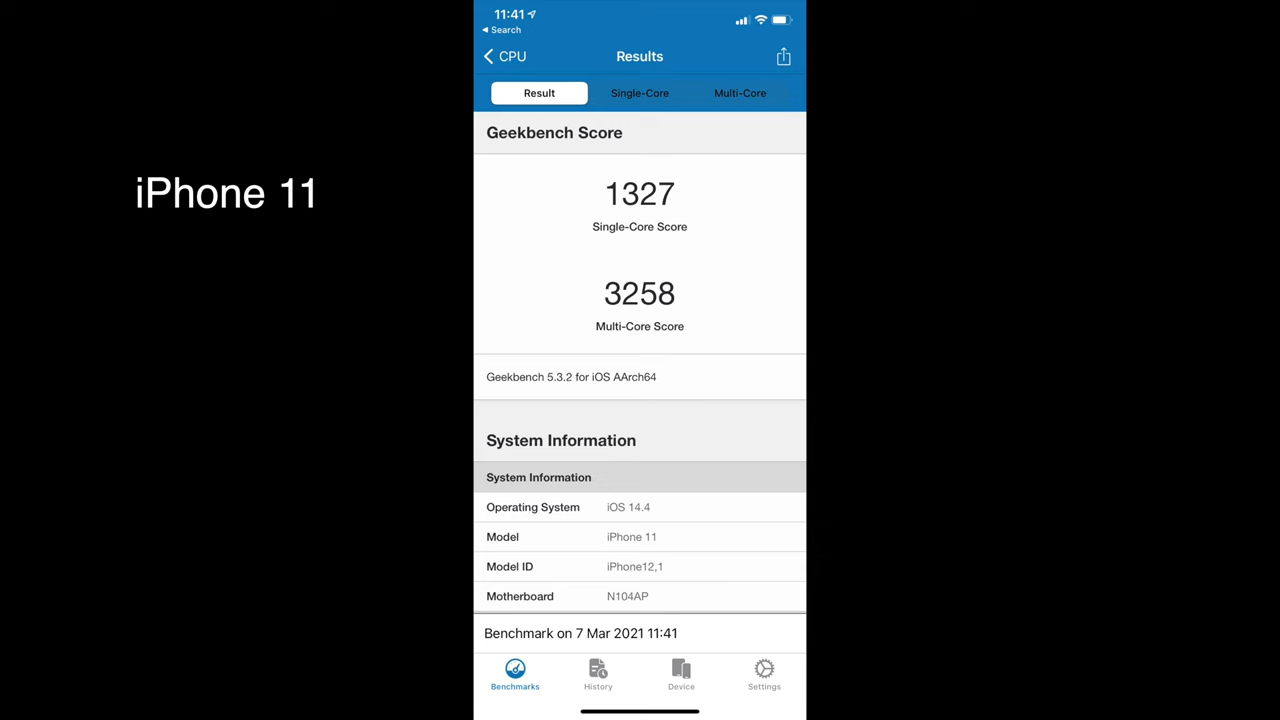 11:41
Search
CPU
Results
Result
Single-Core
Multi-Core
Geekbench Score
iPhone 11
1327
Single-Core Score
3258
Multi-Core Score
Geekbench 5.3.2 for iOS AArch64
System Information
System Information
Operating System iOS 14.4
Model iPhone 11
Model ID iPhone12,1
Motherboard N104AP
Benchmark on 7 Mar 2021 11:41
Benchmarks
History
Device
Settings